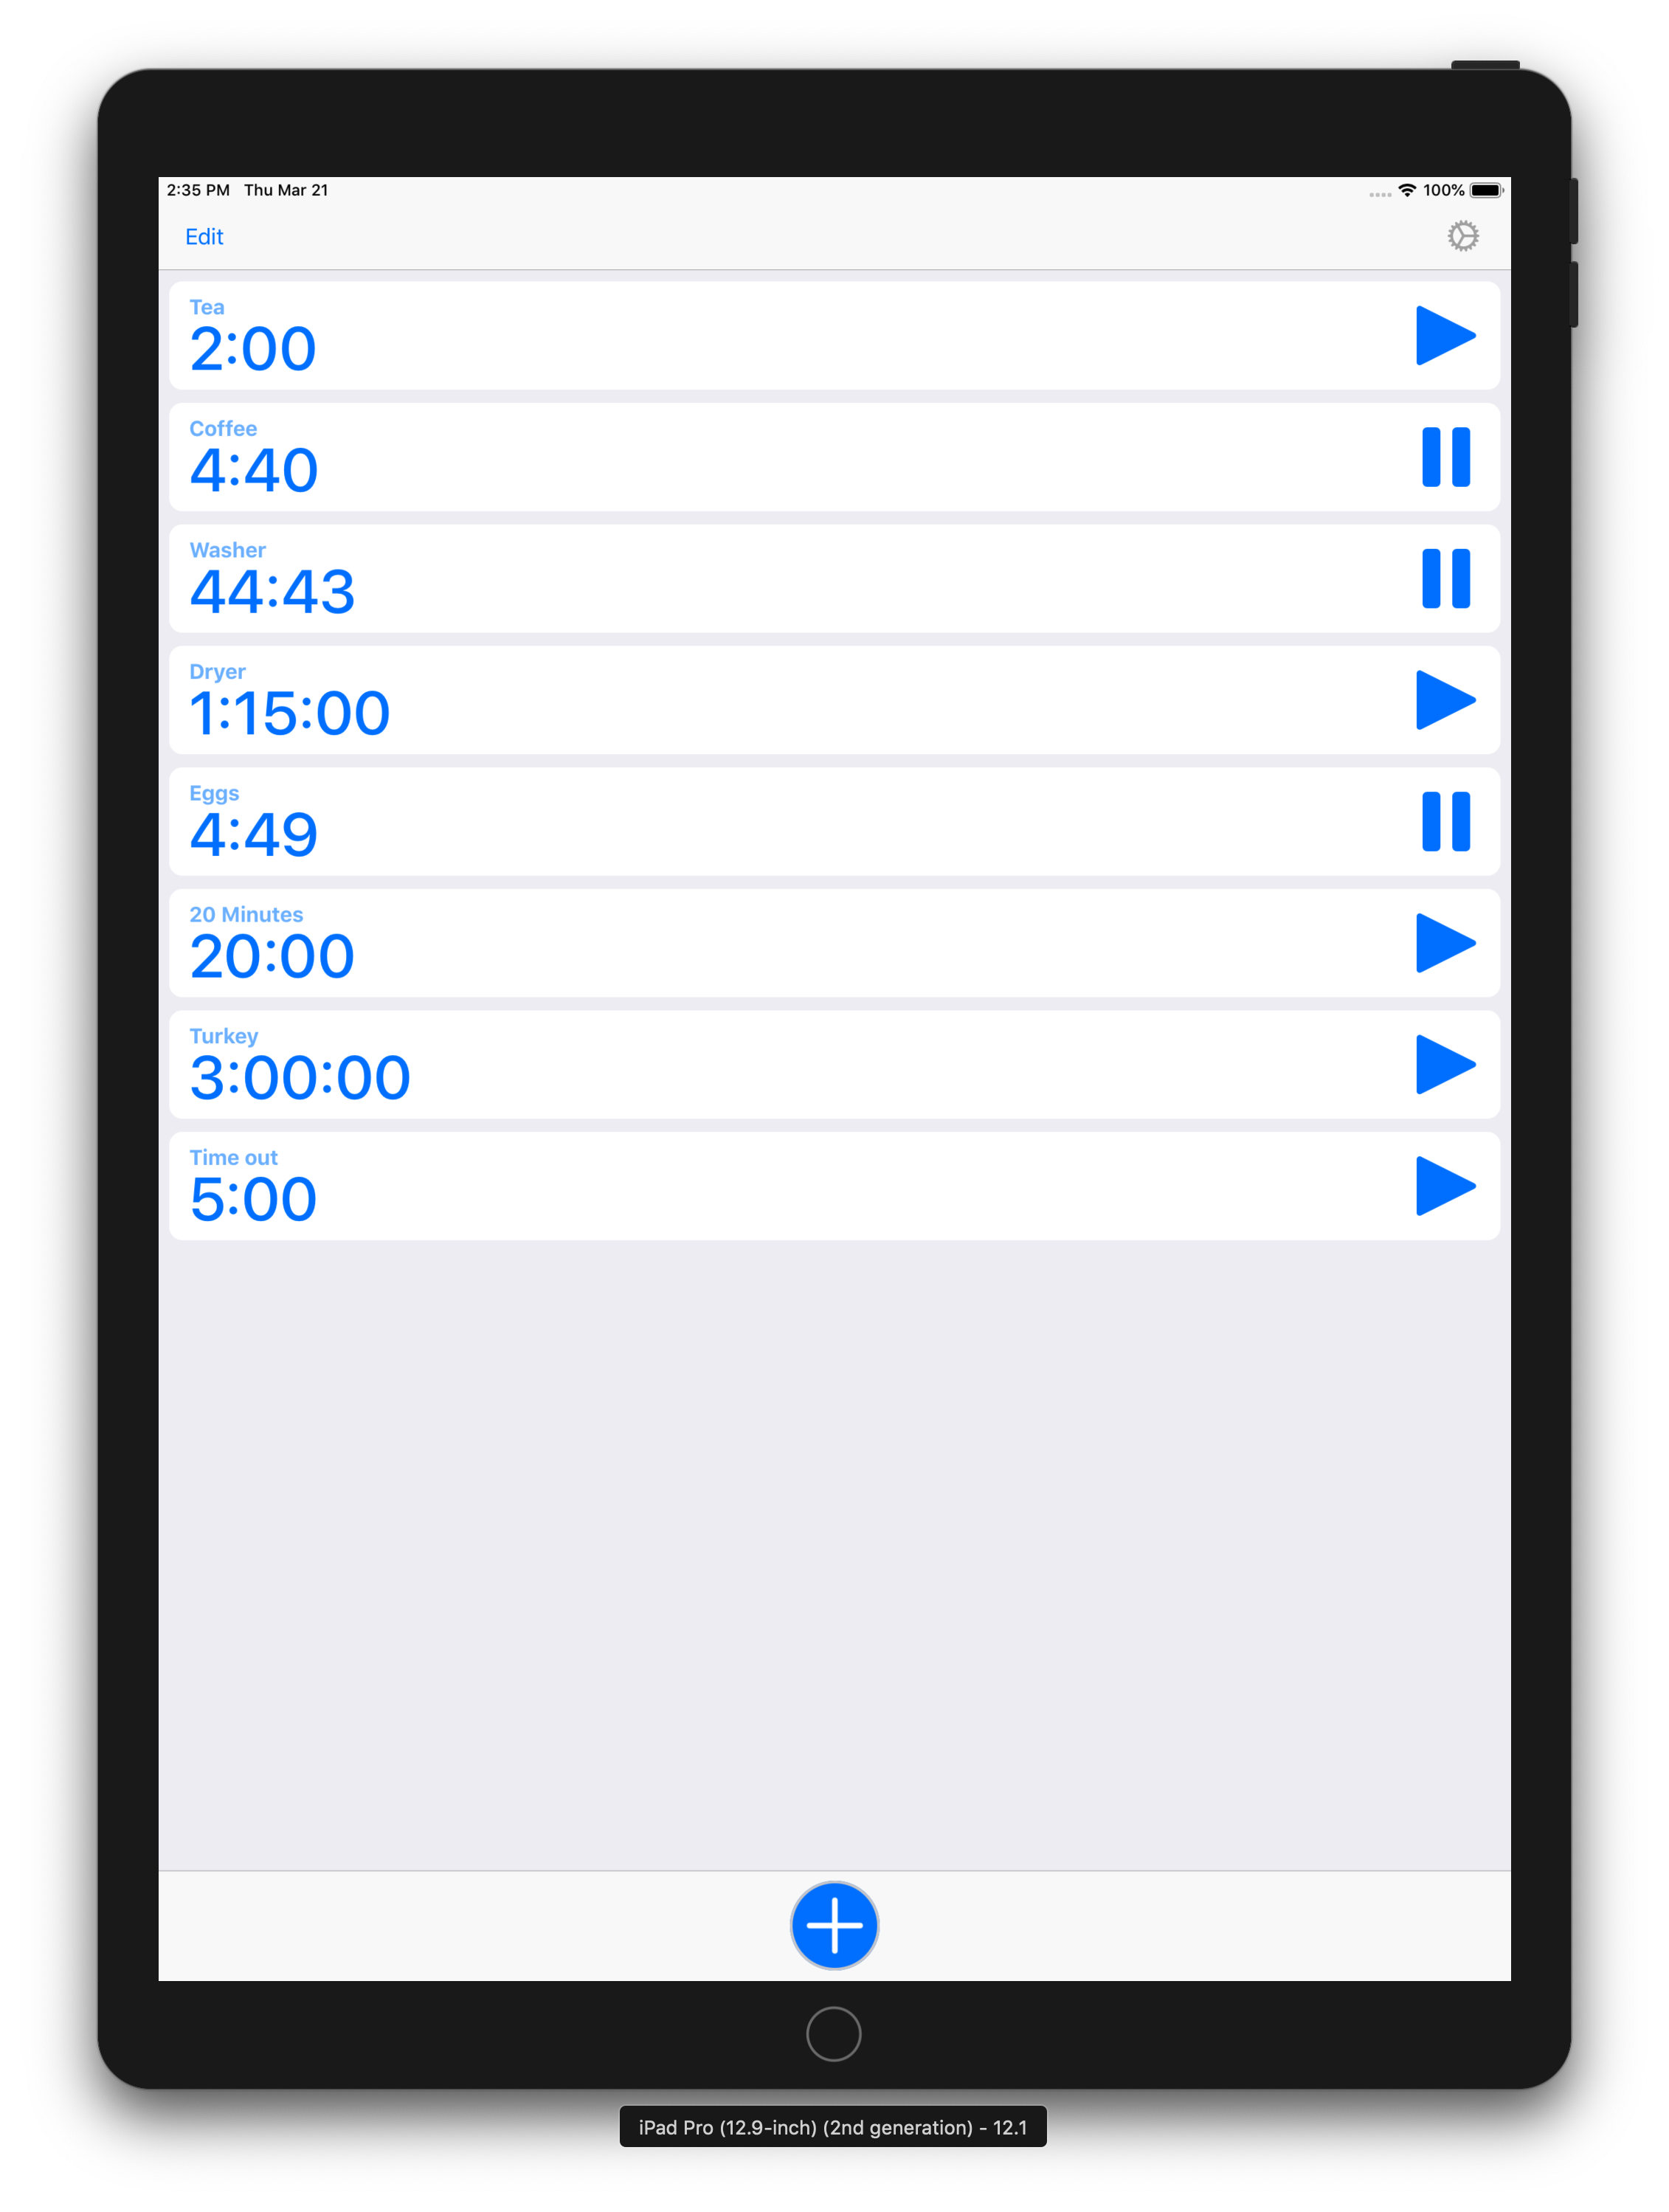 2:35 PM Thu Mar 21 100%
Edit
Tea
2:00
Coffee
4:40
Washer
44:43
Dryer
1:15:00
Eggs
4:49
20 Minutes
20:00
Turkey
3:00:00
Time out
5:00
iPad Pro (12.9-inch) (2nd generation) - 12.1